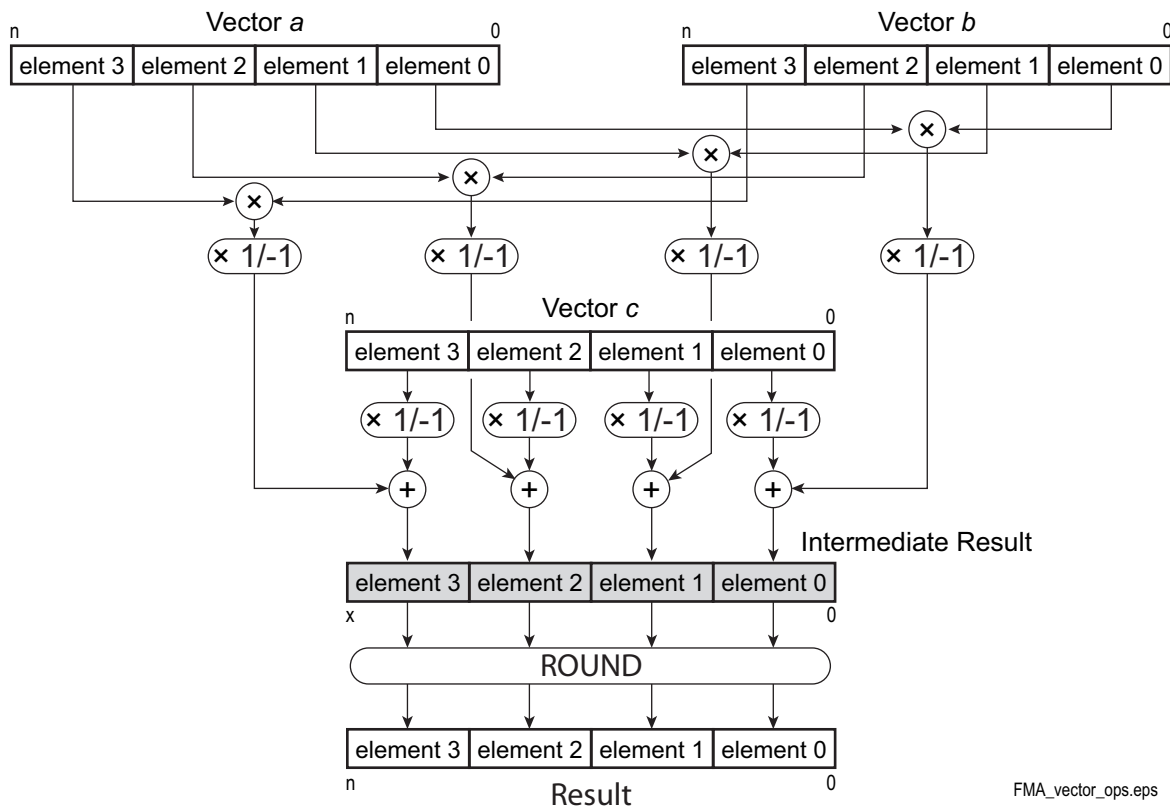 Vector a
Vector b
n 0 n 0
element 3 element 2 element 1 element 0 element 3 element 2 element 1 element 0
×
×
×
×
× 1/-1 × 1/-1 × 1/-1 × 1/-1
Vector c
n 0
element 3 element 2 element 1 element 0
× 1/-1 × 1/-1 × 1/-1 × 1/-1
+ + + +
Intermediate Result
element 3 element 2 element 1 element 0
x 0
ROUND
element 3 element 2 element 1 element 0
n 0
Result
FMA_vector_ops.eps